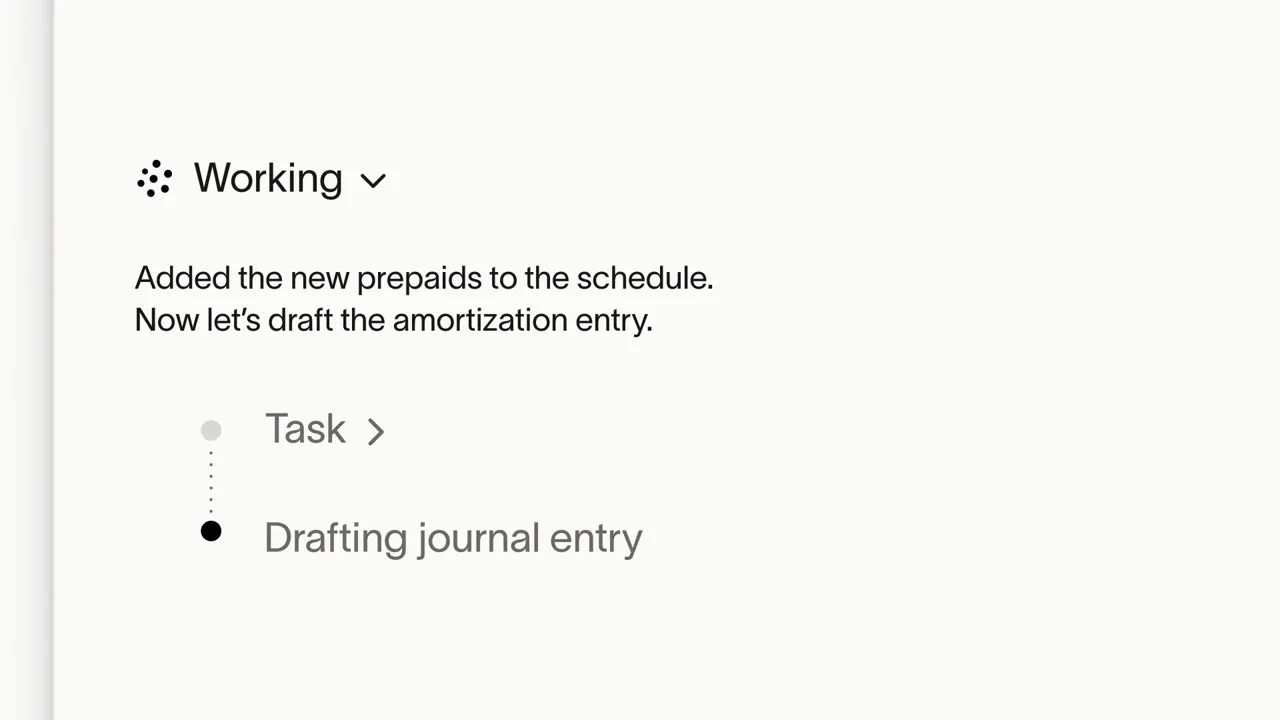 Working
Added the new prepaids to the schedule.
Now let’s draft the amortization entry.
Task
Drafting journal entry